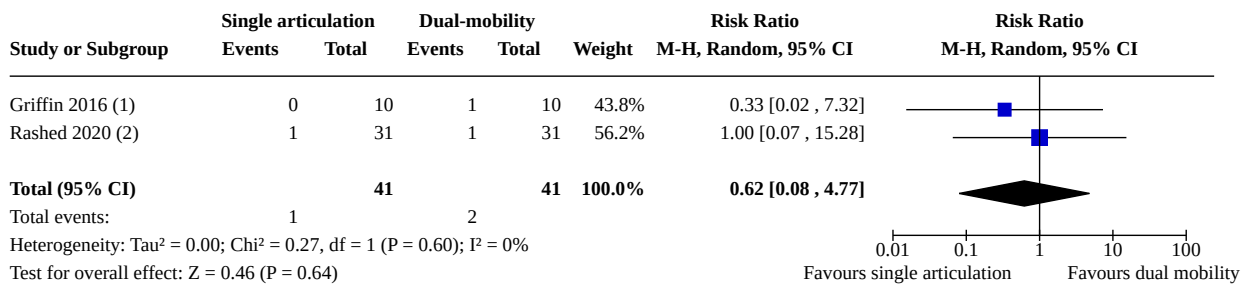 Single articulation Dual-mobility Risk Ratio Risk Ratio
Study or Subgroup Events Total Events Total Weight M-H, Random, 95% CI M-H, Random, 95% CI
Griffin 2016 (1) 0 10 1 10 43.8% 0.33 [0.02 , 7.32]
Rashed 2020 (2) 1 31 1 31 56.2% 1.00 [0.07 , 15.28]
Total (95% CI) 41 41 100.0% 0.62 [0.08 , 4.77]
Total events: 1 2
Heterogeneity: Tau² = 0.00; Chi² = 0.27, df = 1 (P = 0.60); I² = 0%
0.01 0.1 1 10 100
Test for overall effect: Z = 0.46 (P = 0.64)
Favours single articulation Favours dual mobility